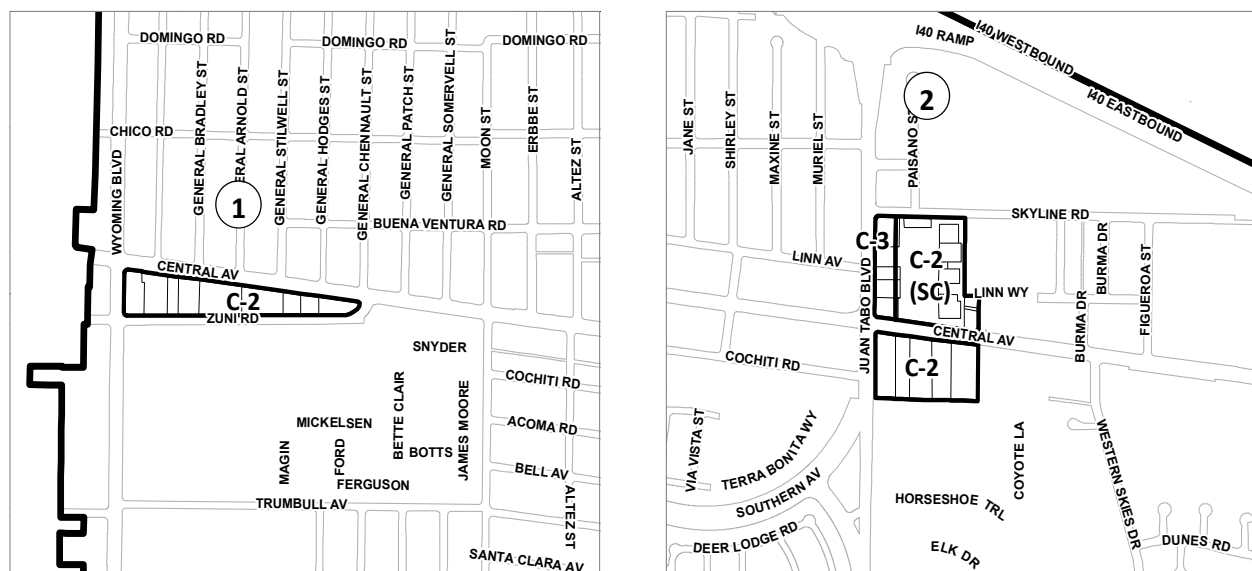 DOMINGO RD
DOMINGO RD
DOMINGO RD
GENERAL BRADLEY ST
GENERAL ARNOLD ST
GENERAL STILWELL ST
GENERAL HODGES ST
GENERAL CHENNAULT ST
GENERAL PATCH ST
GENERAL SOMERVELL ST
MOON ST
ERBBE ST
ALTEZ ST
CHICO RD
WYOMING BLVD
1
BUENA VENTURA RD
CENTRAL AV
C-2
ZUNI RD
SNYDER
COCHITI RD
BETTE CLAIR
MICKELSEN
ACOMA RD
MAGIN
FORD
BOTTS
JAMES MOORE
BELL AV
FERGUSON
TRUMBULL AV
ALTEZ ST
SANTA CLARA AV
I40 RAMP
I40 WESTBOUND
I40 EASTBOUND
2
JANE ST
SHIRLEY ST
MAXINE ST
MURIEL ST
PAISANO ST
SKYLINE RD
C-3
C-2
(SC)
LINN AV
JUAN TABO BLVD
LINN WY
BURMA DR
BURMA DR
FIGUEROA ST
CENTRAL AV
COCHITI RD
C-2
VIA VISTA ST
TERRA BONITA WY
SOUTHERN AV
DEER LODGE RD
COYOTE LA
WESTERN SKIES DR
HORSESHOE TRL
ELK DR
DUNES RD